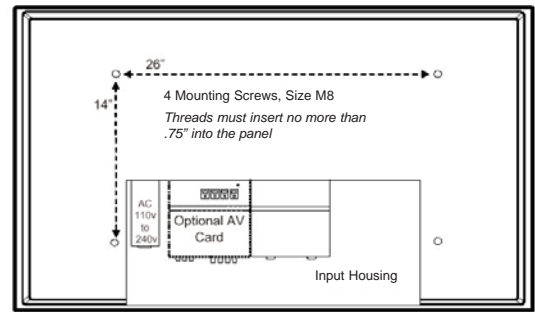 26"
14"
4 Mounting Screws, Size M8
Threads must insert no more than
.75" into the panel
AC
110v
to
240v
Optional AV
Card
Input Housing